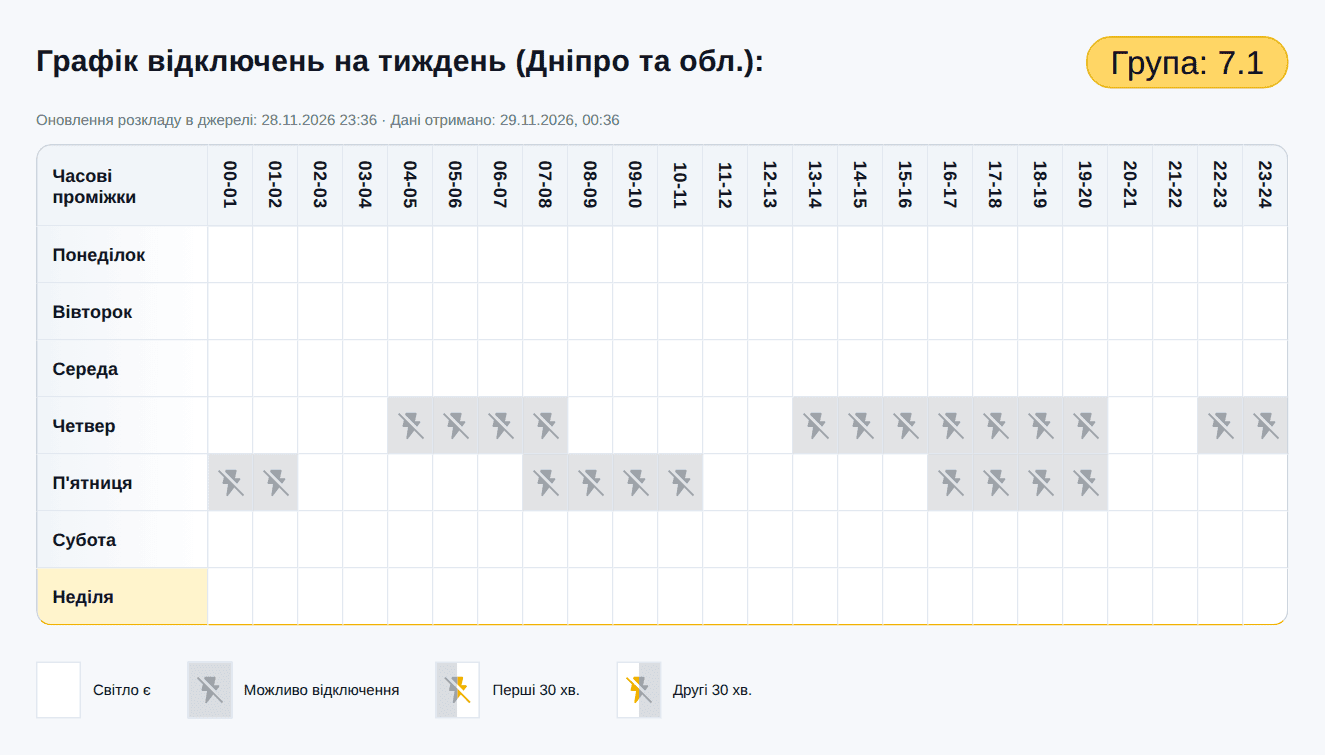 Графік відключень на тиждень (Дніпро та обл.):
Група: 7.1
Оновлення розкладу в джерелі: 28.11.2026 23:36 · Дані отримано: 29.11.2026, 00:36
Часові
проміжки
00-01
01-02
02-03
03-04
04-05
05-06
06-07
07-08
08-09
09-10
10-11
11-12
12-13
13-14
14-15
15-16
16-17
17-18
18-19
19-20
20-21
21-22
22-23
23-24
Понеділок
Вівторок
Середа
Четвер
П'ятниця
Субота
Неділя
Світло є
Можливо відключення
Перші 30 хв.
Другі 30 хв.